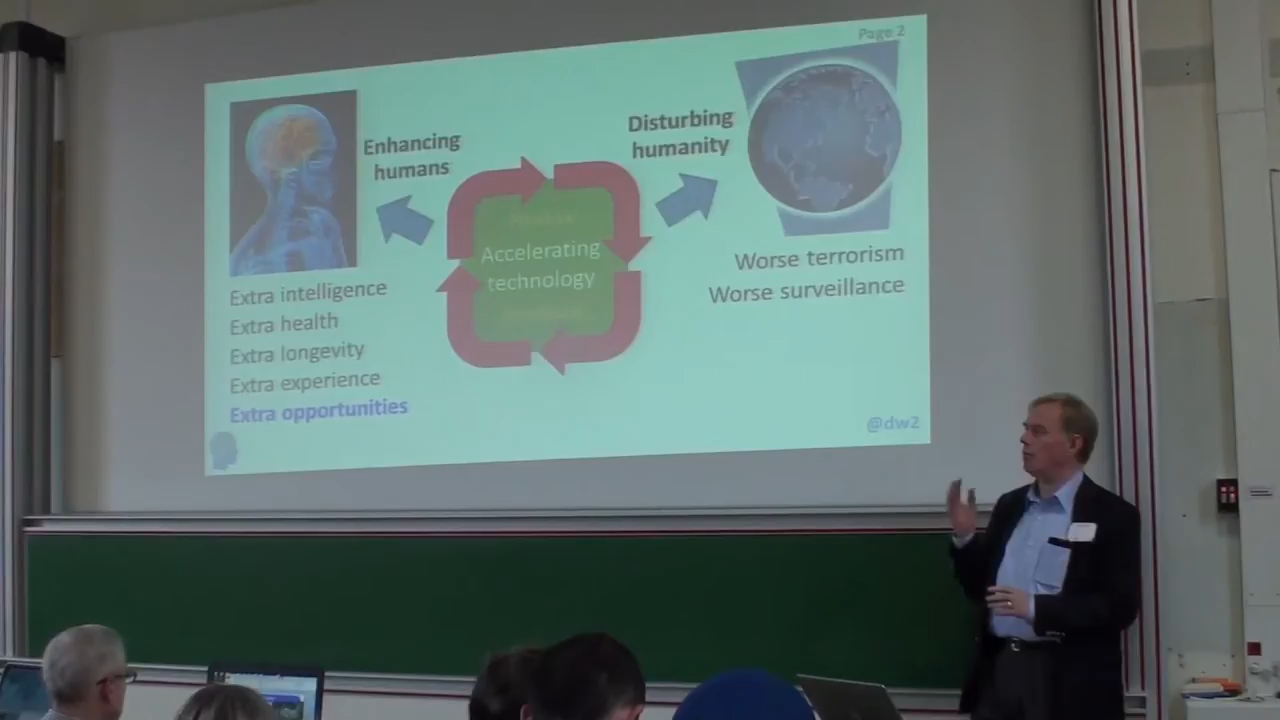 Page 2
Enhancing
humans
Disturbing
humanity
Accelerating
technology
Worse terrorism
Worse surveillance
Extra intelligence
Extra health
Extra longevity
Extra experience
Extra opportunities
@dw2